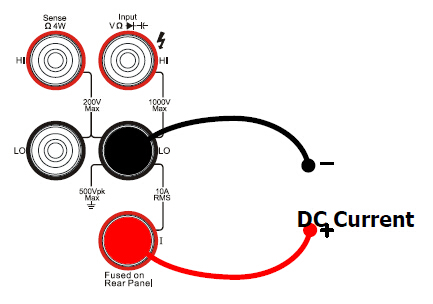 Sense
Ω 4W
Input
V Ω
HI
HI
200V
Max
1000V
Max
LO
LO
500Vpk
Max
10A
RMS
−
DC Current
+
I
Fused on
Rear Panel